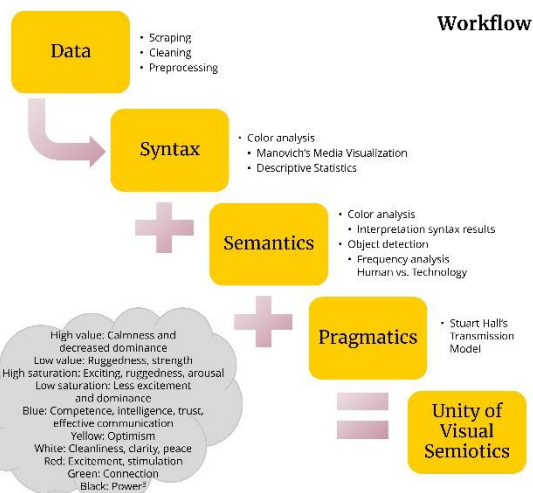 Workflow
Data
• Scraping
• Cleaning
• Preprocessing
Syntax
• Color analysis
• Manovich's Media Visualization
• Descriptive Statistics
Semantics
• Color analysis
• Interpretation syntax results
• Object detection
• Frequency analysis
Human vs. Technology
Pragmatics
• Stuart Hall's
Transmission
Model
Unity of
Visual
Semiotics
High value: Calmness and
decreased dominance
Low value: Ruggedness, strength
High saturation: Exciting, ruggedness, arousal
Low saturation: Less excitement
and dominance
Blue: Competence, intelligence, trust,
effective communication
Yellow: Optimism
White: Cleanliness, clarity, peace
Red: Excitement, stimulation
Green: Connection
Black: Power